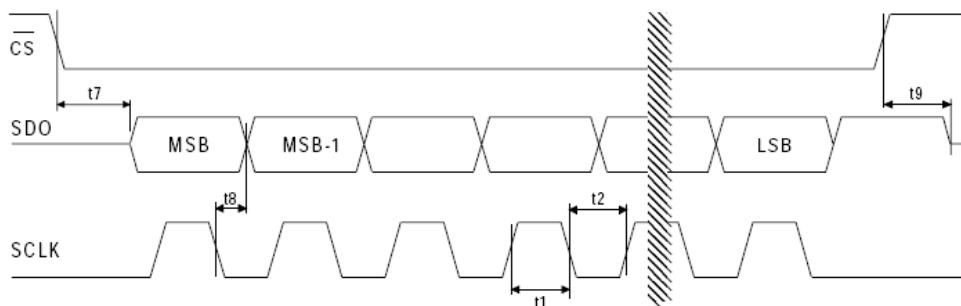 CS
t7
t9
SDO
MSB
MSB-1
LSB
t8
t2
SCLK
t1